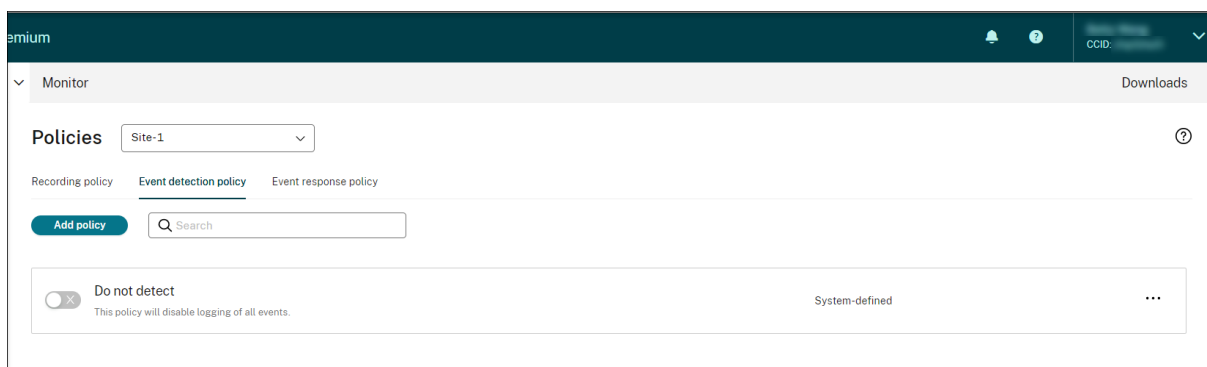 emium
CCID:
Monitor
Downloads
Policies
Site-1
Recording policy
Event detection policy
Event response policy
Add policy
Search
Do not detect
System-defined
This policy will disable logging of all events.